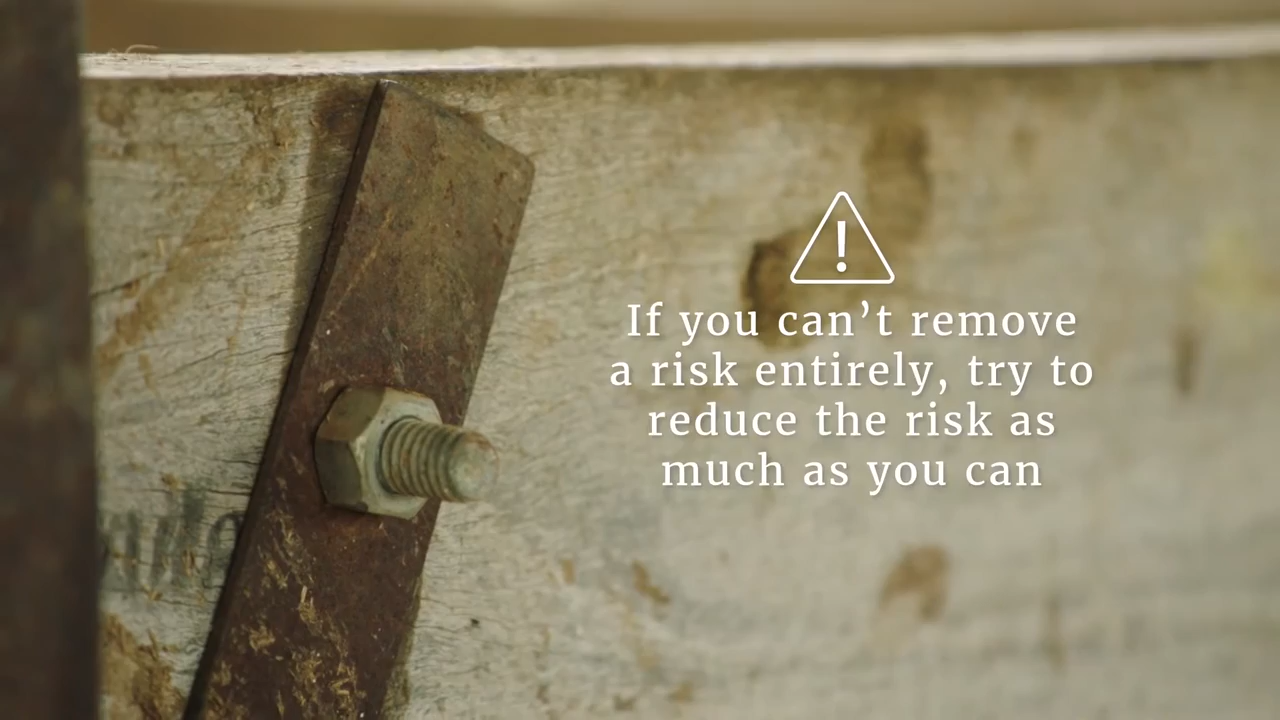 If you can’t remove
a risk entirely, try to
reduce the risk as
much as you can